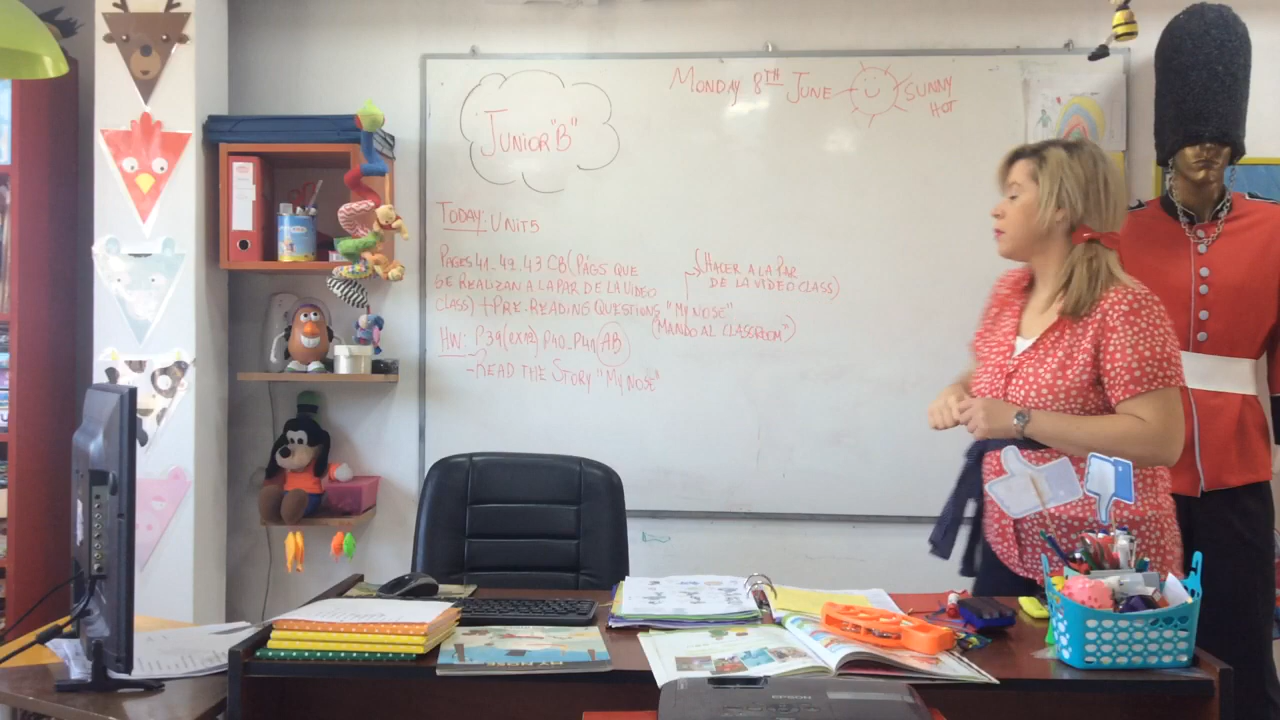 JUNIOR "B"
MONDAY 8TH JUNE
SUNNY
HOT
TODAY: UNIT 5
PAGES 41-42, 43 CB (PÁGS QUE
SE REALIZAN A LA PAR DE LA VIDEO
CLASS) + PRE-READING QUESTIONS "MY NOSE"
(HACER A LA PAR
DE LA VIDEO CLASS)
(MANDO AL CLASSROOM)
HW: P39 (ex12) P40-P41 AB
-READ THE STORY "MY NOSE"
EPSON